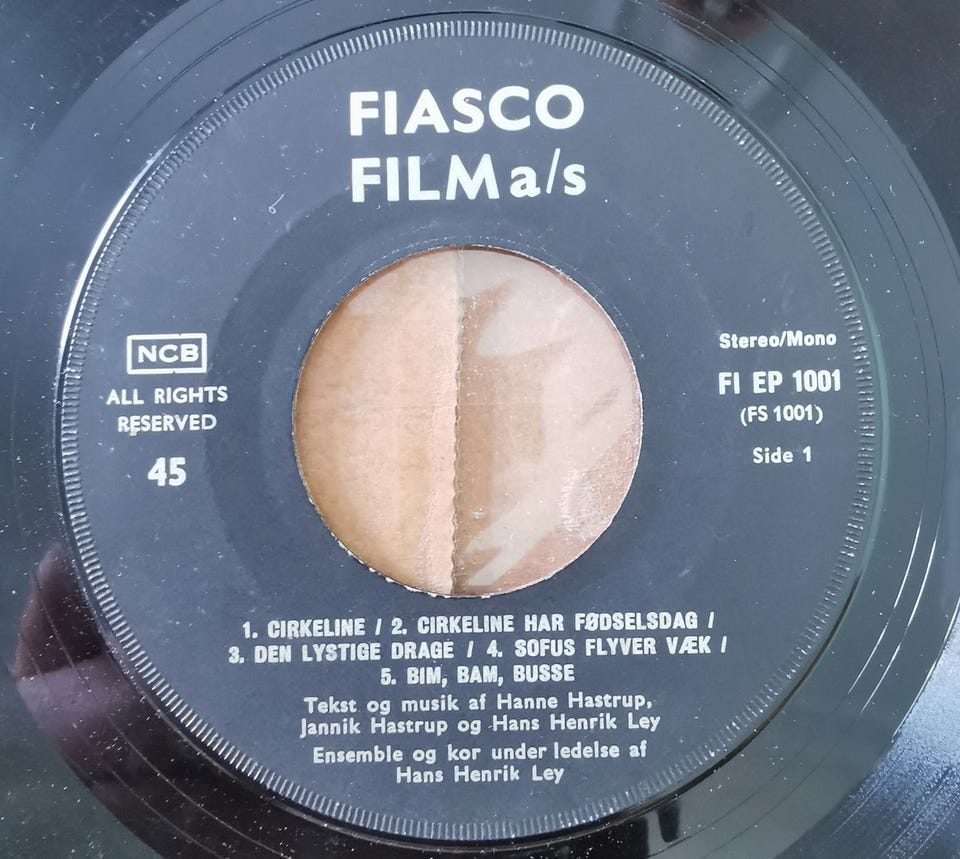 FIASCO
FILM a/s
NCB
ALL RIGHTS
RESERVED
45
Stereo/Mono
FI EP 1001
(FS 1001)
Side 1
1. CIRKELINE / 2. CIRKELINE HAR FØDSELSDAG /
3. DEN LYSTIGE DRAGE / 4. SOFUS FLYVER VÆK /
5. BIM, BAM, BUSSE
Tekst og musik af Hanne Hastrup,
Jannik Hastrup og Hans Henrik Ley
Ensemble og kor under ledelse af
Hans Henrik Ley